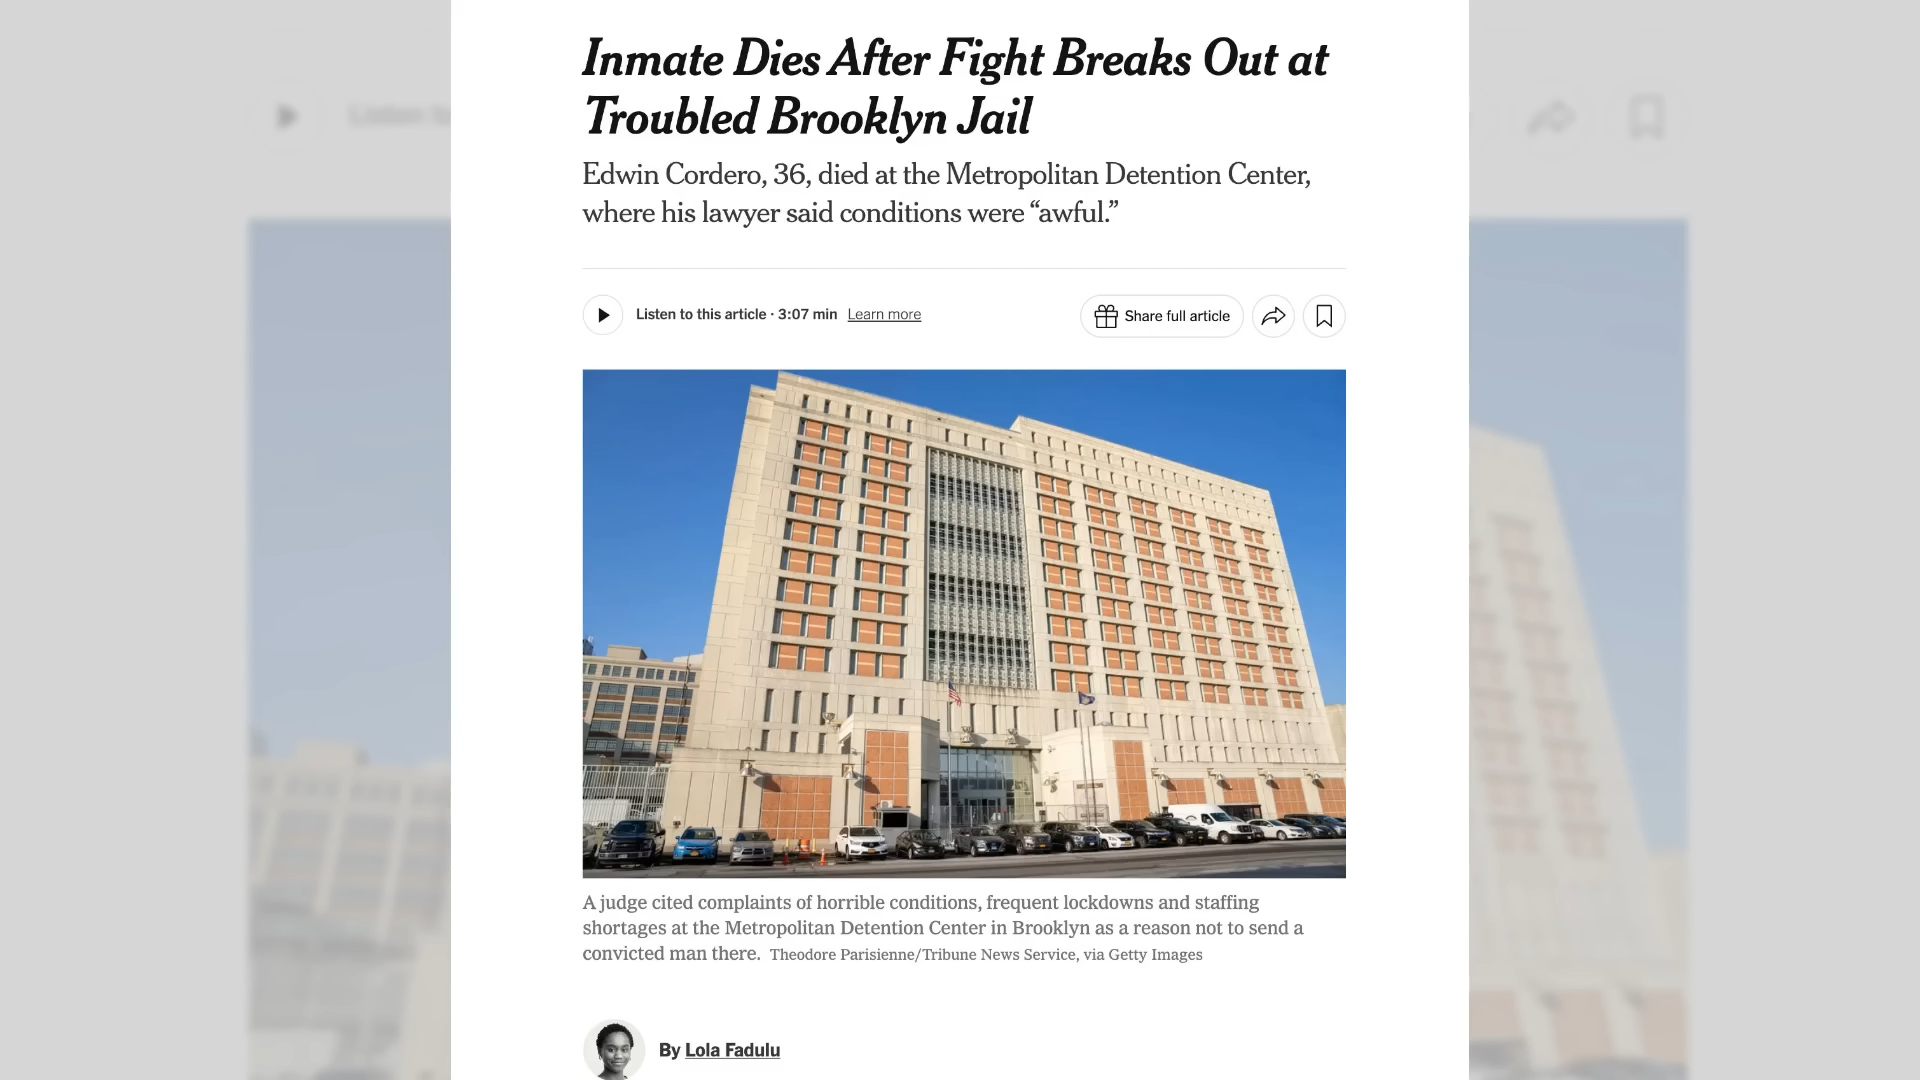 Inmate Dies After Fight Breaks Out at
Troubled Brooklyn Jail
Edwin Cordero, 36, died at the Metropolitan Detention Center,
where his lawyer said conditions were “awful.”
Listen to this article · 3:07 min Learn more
Share full article
A judge cited complaints of horrible conditions, frequent lockdowns and staffing
shortages at the Metropolitan Detention Center in Brooklyn as a reason not to send a
convicted man there. Theodore Parisienne/Tribune News Service, via Getty Images
By Lola Fadulu
Listen to